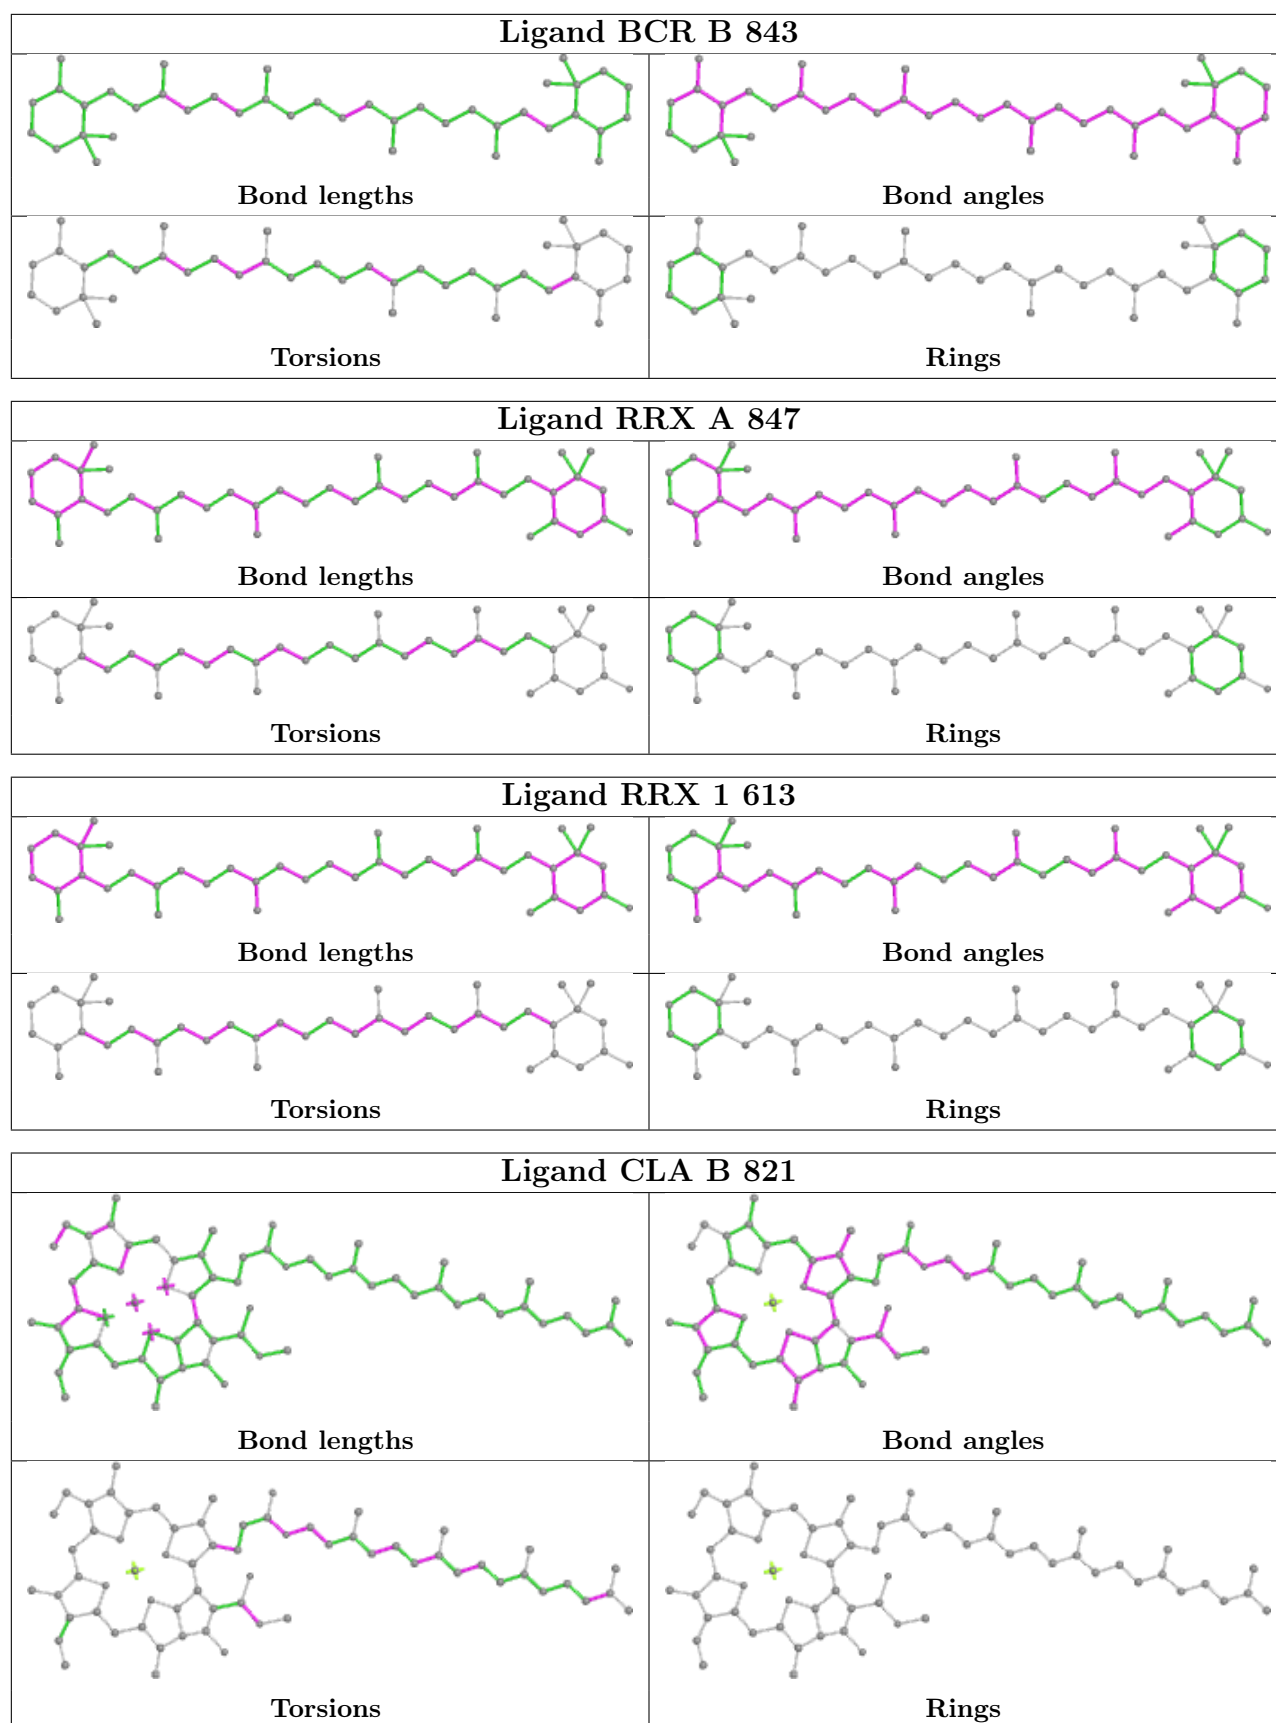 Ligand BCR B 843
Bond lengths
Bond angles
Torsions
Rings
Ligand RRX A 847
Bond lengths
Bond angles
Torsions
Rings
Ligand RRX 1 613
Bond lengths
Bond angles
Torsions
Rings
Ligand CLA B 821
Bond lengths
Bond angles
Torsions
Rings